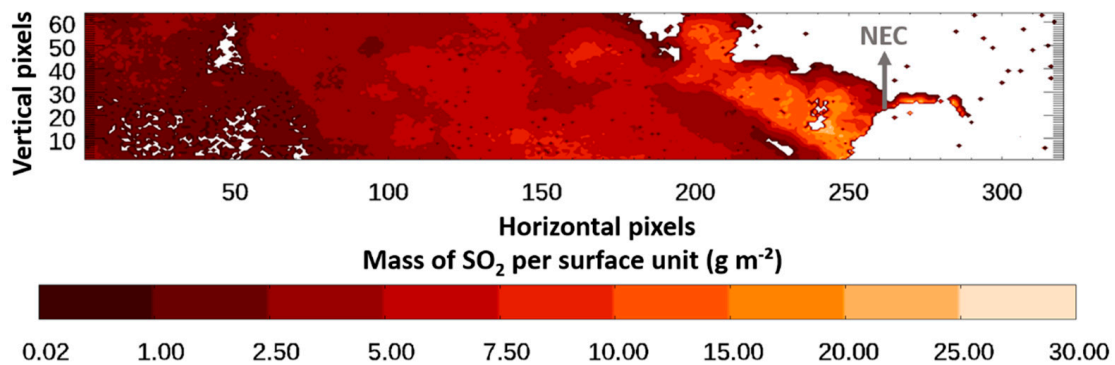 Vertical pixels
60
50
40
30
20
10
NEC
50 100 150 200 250 300
Horizontal pixels
Mass of SO₂ per surface unit (g m⁻²)
0.02 1.00 2.50 5.00 7.50 10.00 15.00 20.00 25.00 30.00